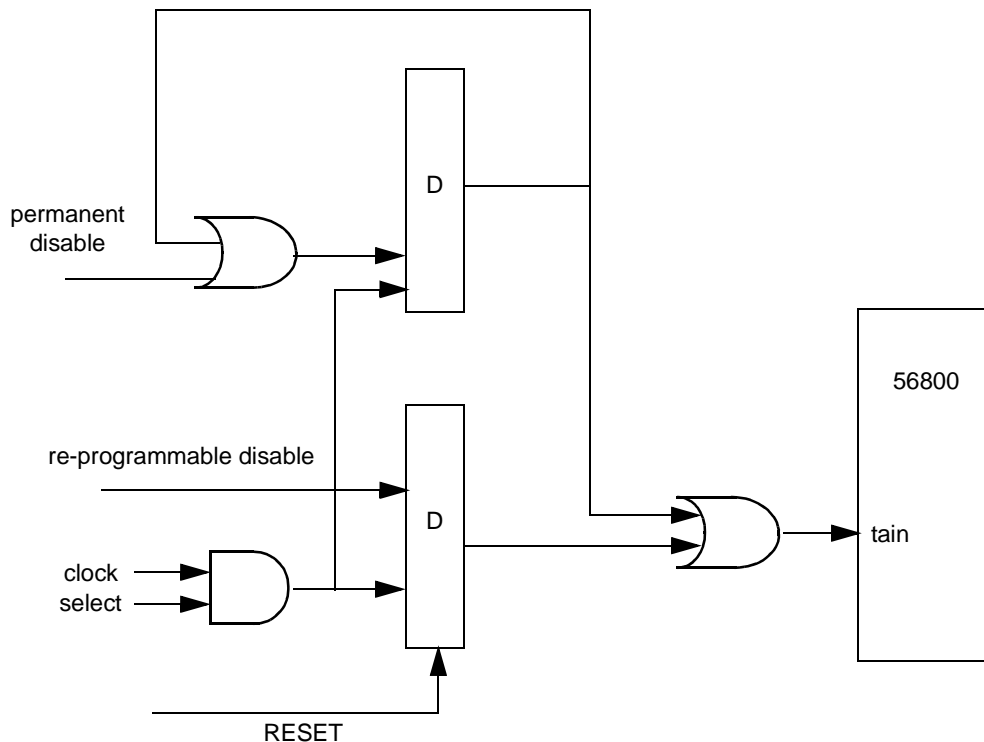 D
permanent
disable
56800
re-programmable disable
D
tain
clock
select
RESET